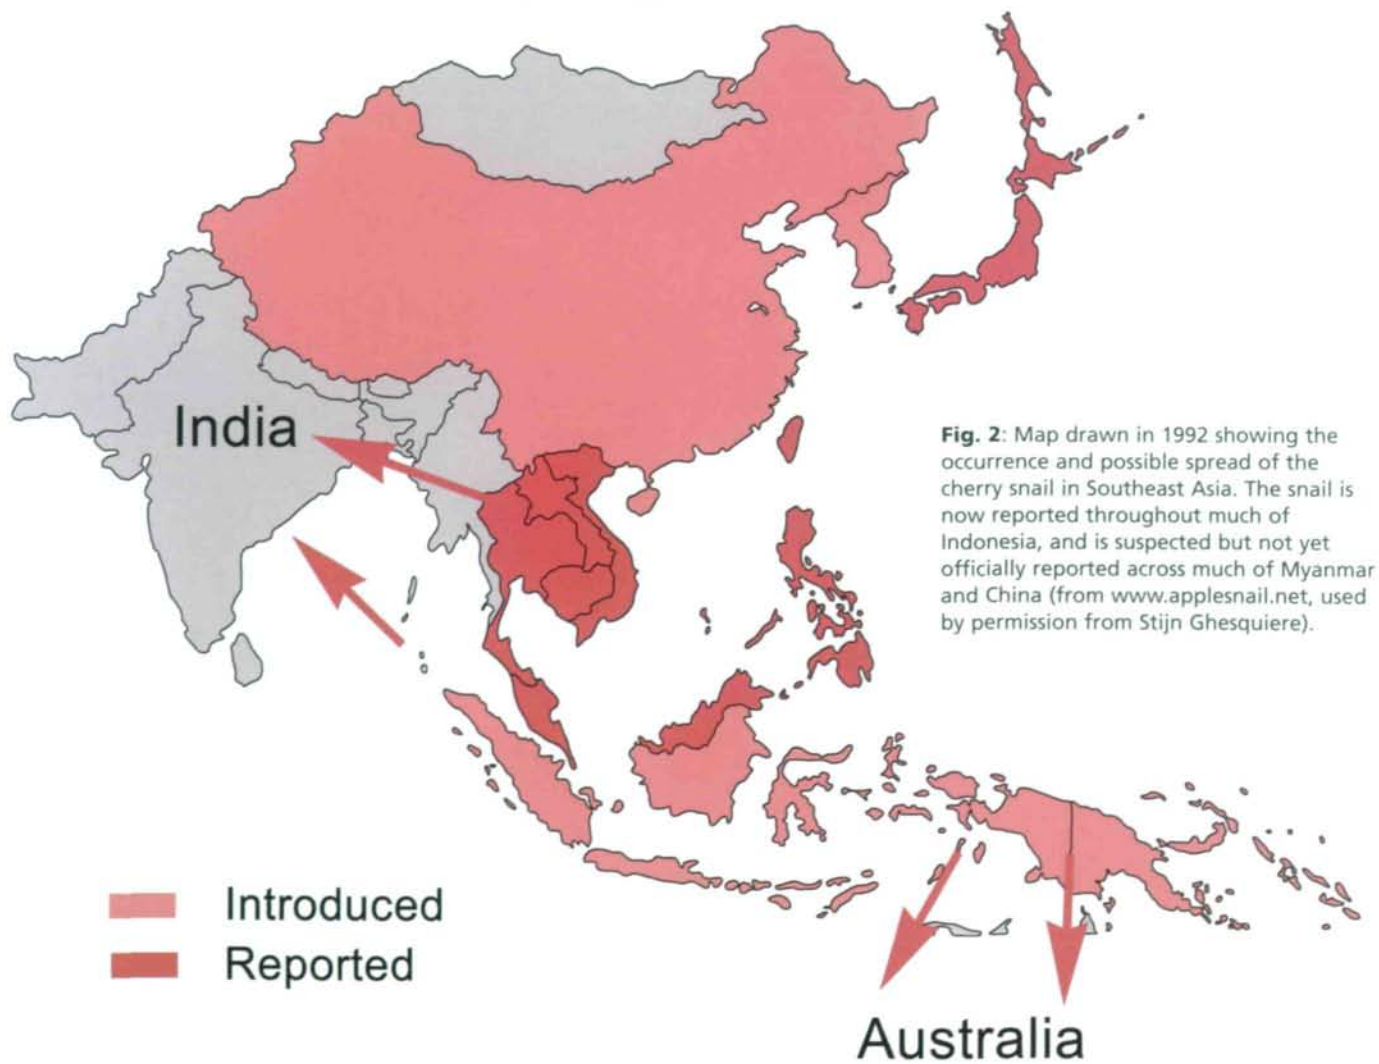 India
Fig. 2: Map drawn in 1992 showing the
occurrence and possible spread of the
cherry snail in Southeast Asia. The snail is
now reported throughout much of
Indonesia, and is suspected but not yet
officially reported across much of Myanmar
and China (from www.applesnail.net, used
by permission from Stijn Ghesquiere).
Introduced
Reported
Australia